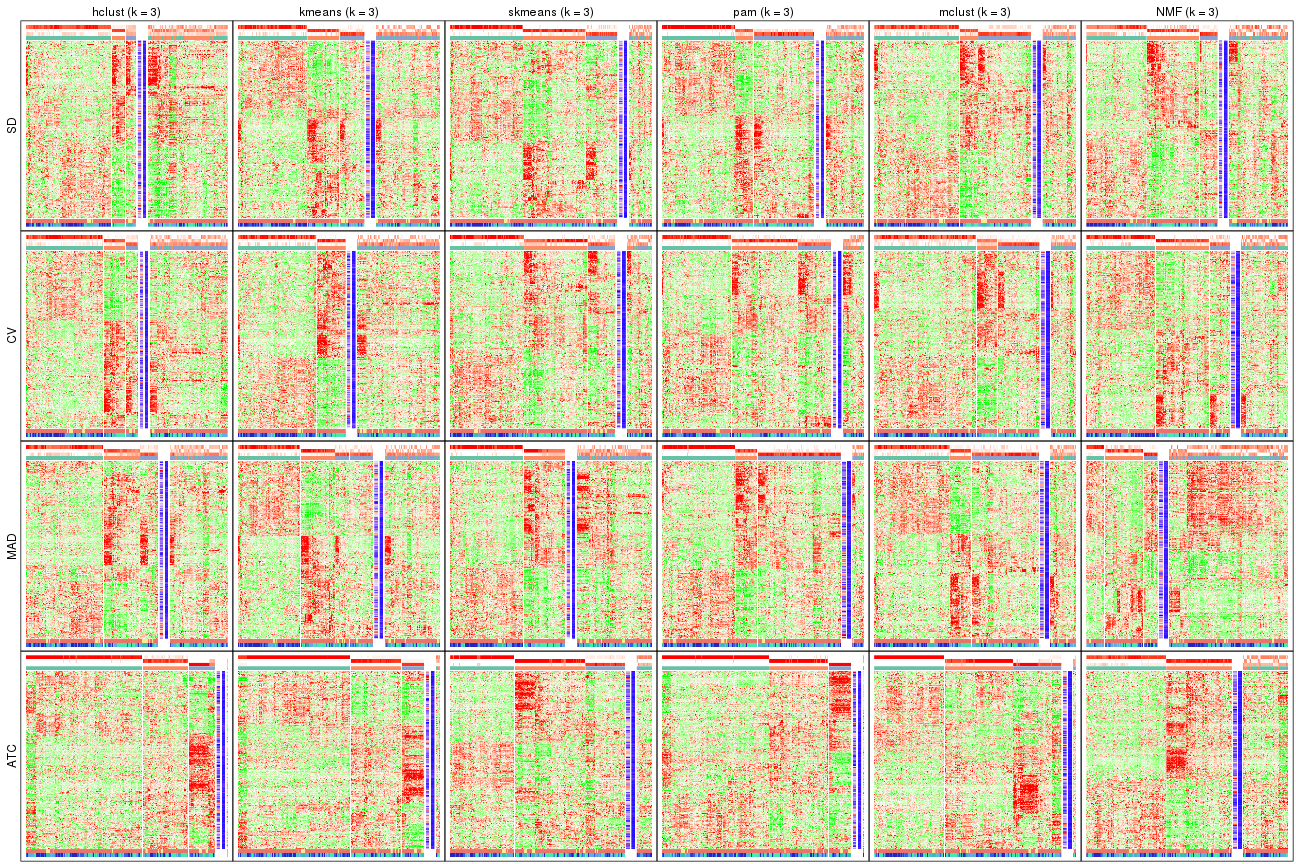 hclust (k = 3) kmeans (k = 3) skmeans (k = 3) pam (k = 3) mclust (k = 3) NMF (k = 3)
SD
CV
MAD
ATC